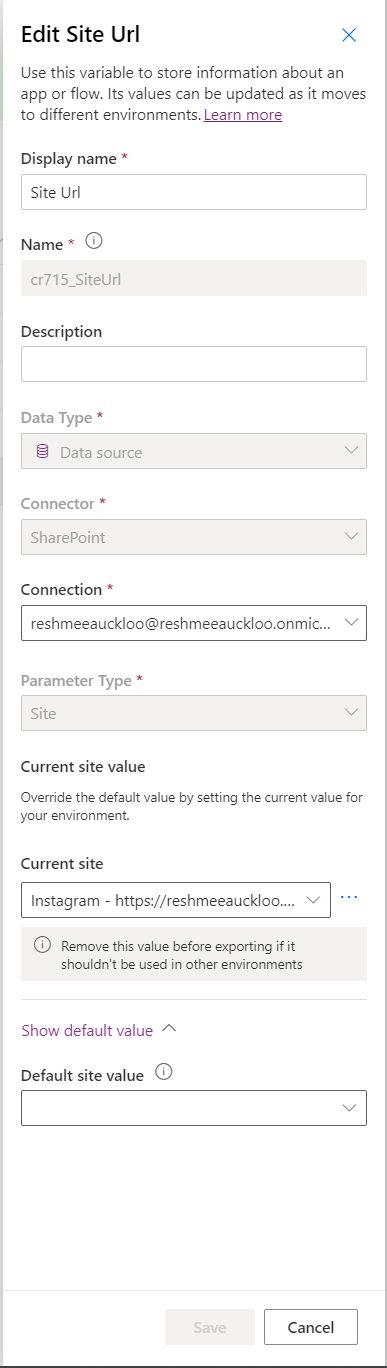 Edit Site Url
Use this variable to store information about an
app or flow. Its values can be updated as it moves
to different environments. Learn more
Display name *
Site Url
Name *
cr715_SiteUrl
Description
Data Type *
Data source
Connector *
SharePoint
Connection *
reshmeeauckloo@reshmeeauckloo.onmic...
Parameter Type *
Site
Current site value
Override the default value by setting the current value for
your environment.
Current site
Instagram - https://reshmeeauckloo....
Remove this value before exporting if it
shouldn't be used in other environments
Show default value
Default site value
Save
Cancel